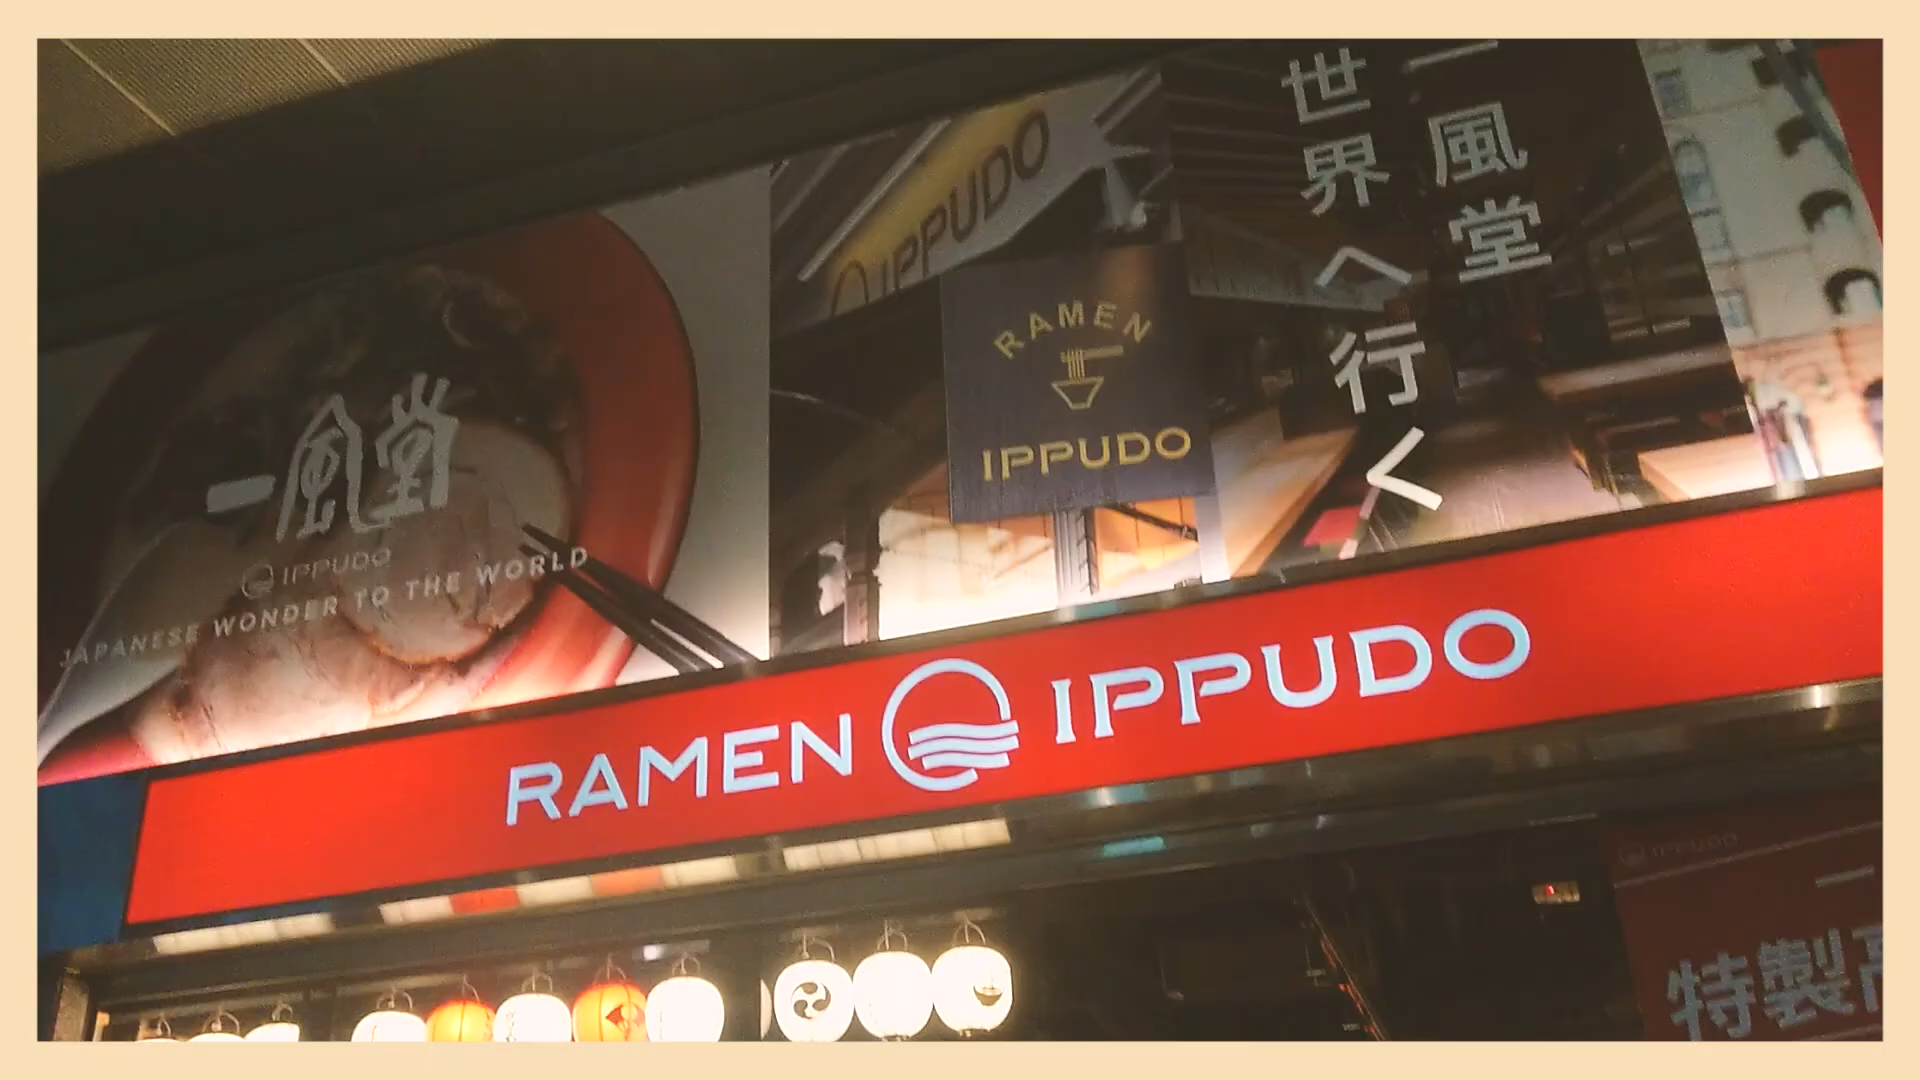 一風堂
世界へ行く
IPPUDO
RAMEN
IPPUDO
一風堂
IPPUDO
JAPANESE WONDER TO THE WORLD
RAMEN IPPUDO
IPPUDO
特製